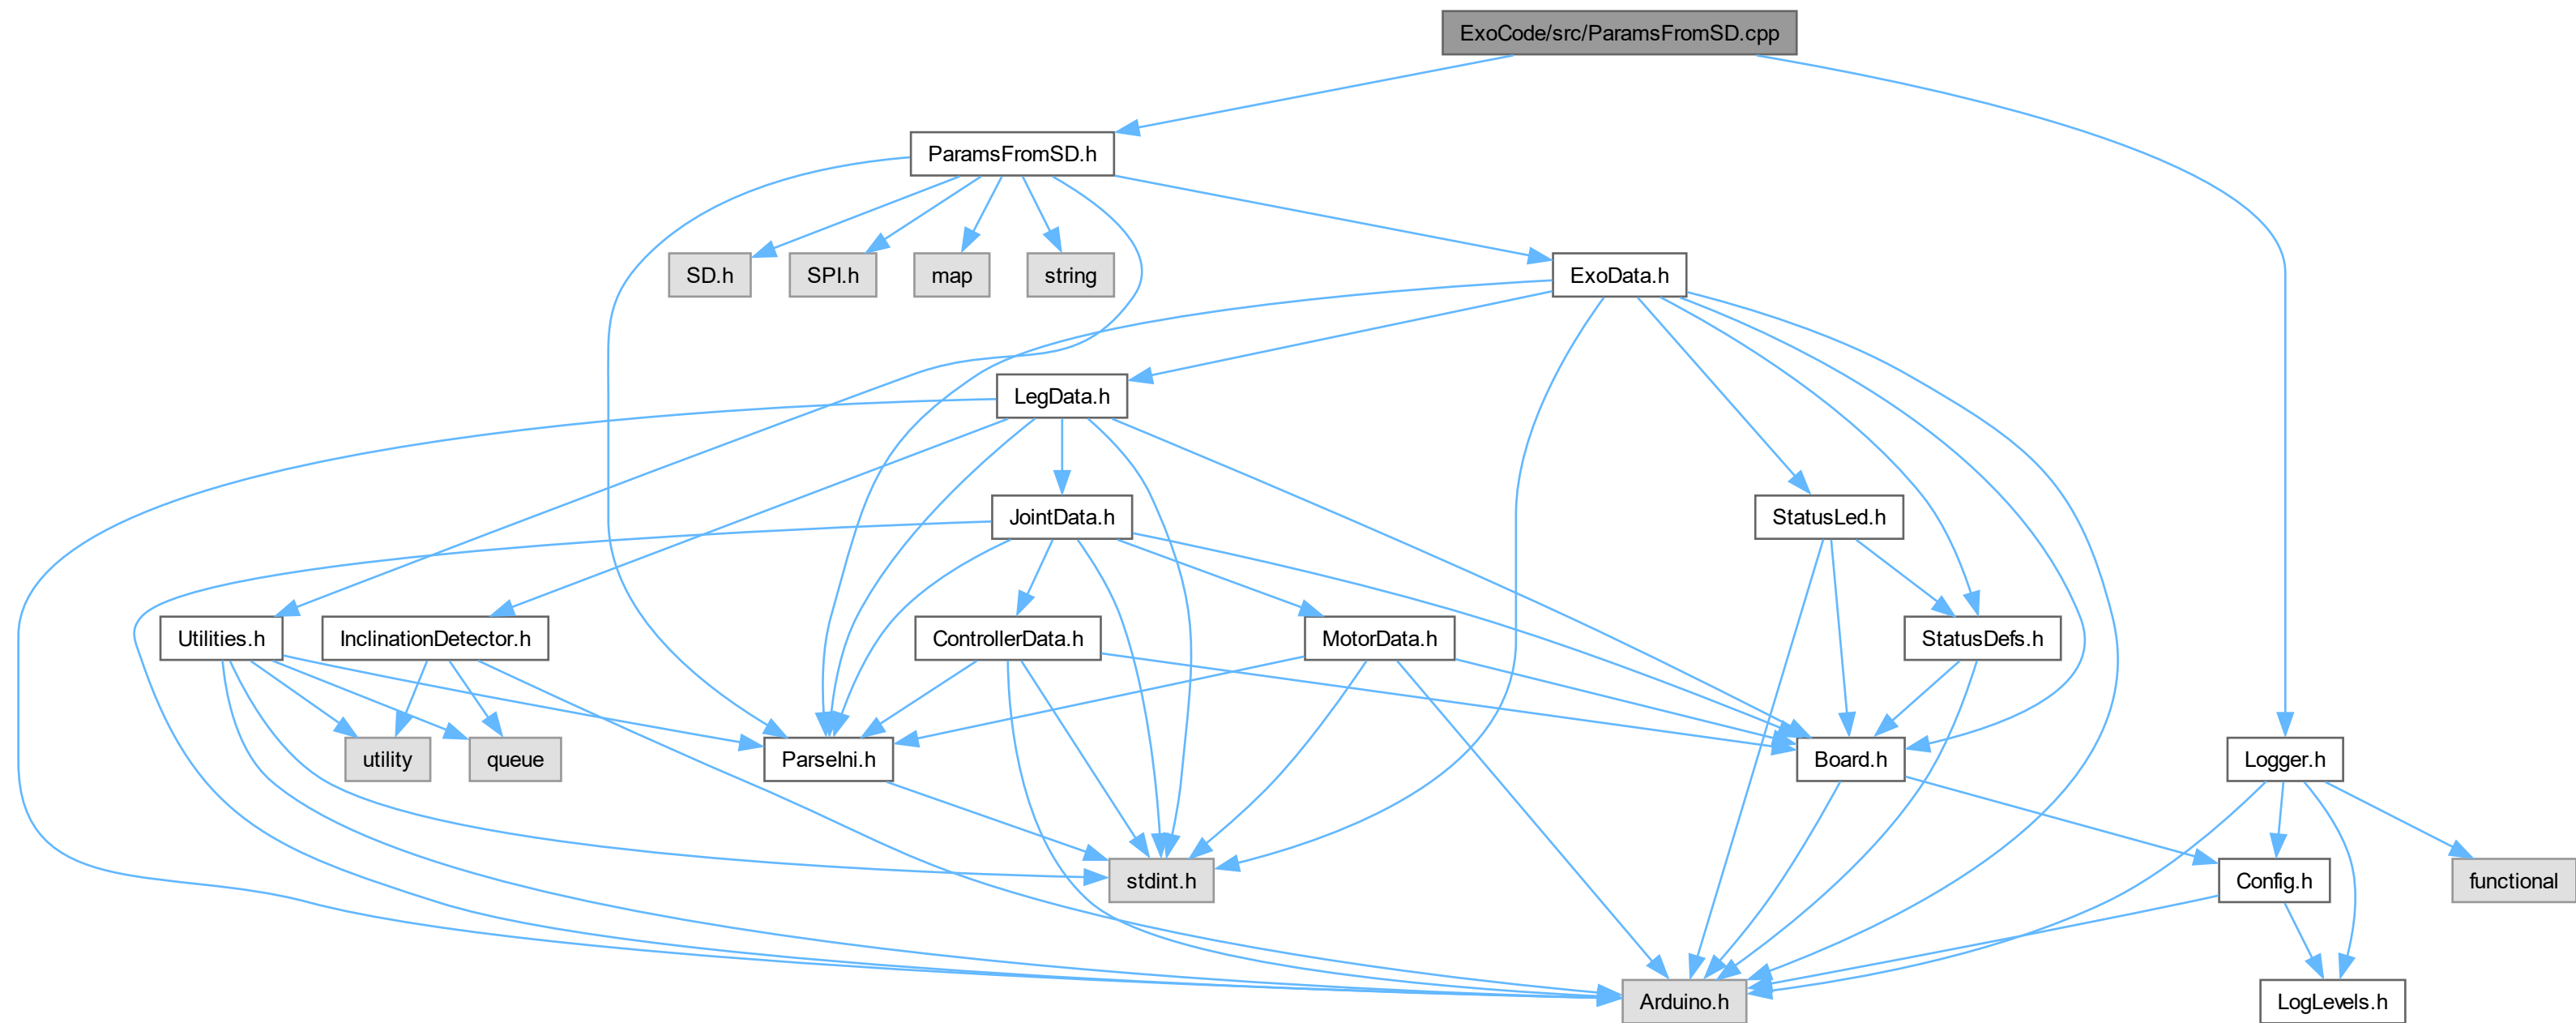 ExoCode/src/ParamsFromSD.cpp
ParamsFromSD.h
SD.h
SPI.h
map
string
ExoData.h
LegData.h
JointData.h
StatusLed.h
Utilities.h
InclinationDetector.h
ControllerData.h
MotorData.h
StatusDefs.h
utility
queue
ParseIni.h
Board.h
Logger.h
stdint.h
Config.h
functional
Arduino.h
LogLevels.h